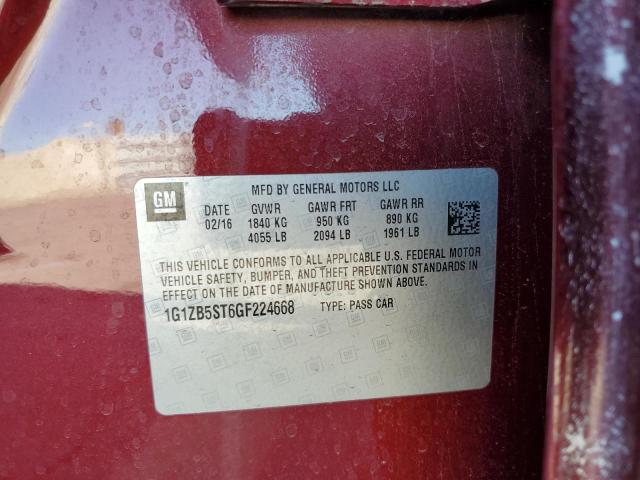 GM
MFD BY GENERAL MOTORS LLC
DATE GVWR GAWR FRT GAWR RR
02/16 1840 KG 950 KG 890 KG
4055 LB 2094 LB 1961 LB
THIS VEHICLE CONFORMS TO ALL APPLICABLE U.S. FEDERAL MOTOR
VEHICLE SAFETY, BUMPER, AND THEFT PREVENTION STANDARDS IN
EFFECT ON THE DATE OF MANUFACTURE SHOWN ABOVE.
1G1ZB5ST6GF224668 TYPE: PASS CAR